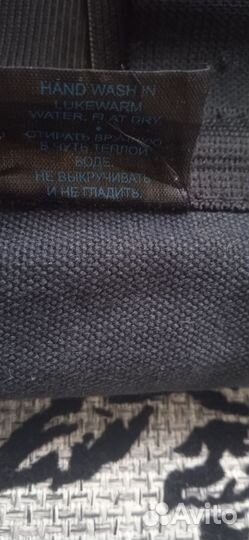 HAND WASH IN
LUKEWARM
WATER, FLAT DRY
СТИРАТЬ ВРУЧНУЮ
В ЧУТЬ ТЕПЛОЙ
ВОДЕ.
НЕ ВЫКРУЧИВАТЬ
И НЕ ГЛАДИТЬ.
Avito